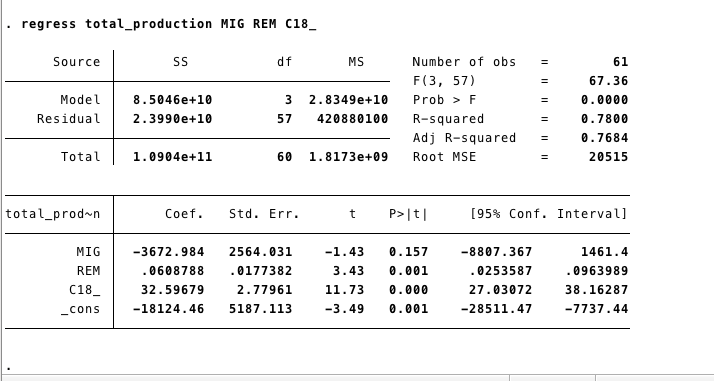 . regress total_production MIG REM C18_
Source SS df MS Number of obs = 61
F(3, 57) = 67.36
Model 8.5046e+10 3 2.8349e+10 Prob > F = 0.0000
Residual 2.3990e+10 57 420880100 R-squared = 0.7800
Adj R-squared = 0.7684
Total 1.0904e+11 60 1.8173e+09 Root MSE = 20515
total_prod~n Coef. Std. Err. t P>|t| [95% Conf. Interval]
MIG -3672.984 2564.031 -1.43 0.157 -8807.367 1461.4
REM .0608788 .0177382 3.43 0.001 .0253587 .0963989
C18_ 32.59679 2.77961 11.73 0.000 27.03072 38.16287
_cons -18124.46 5187.113 -3.49 0.001 -28511.47 -7737.44
.